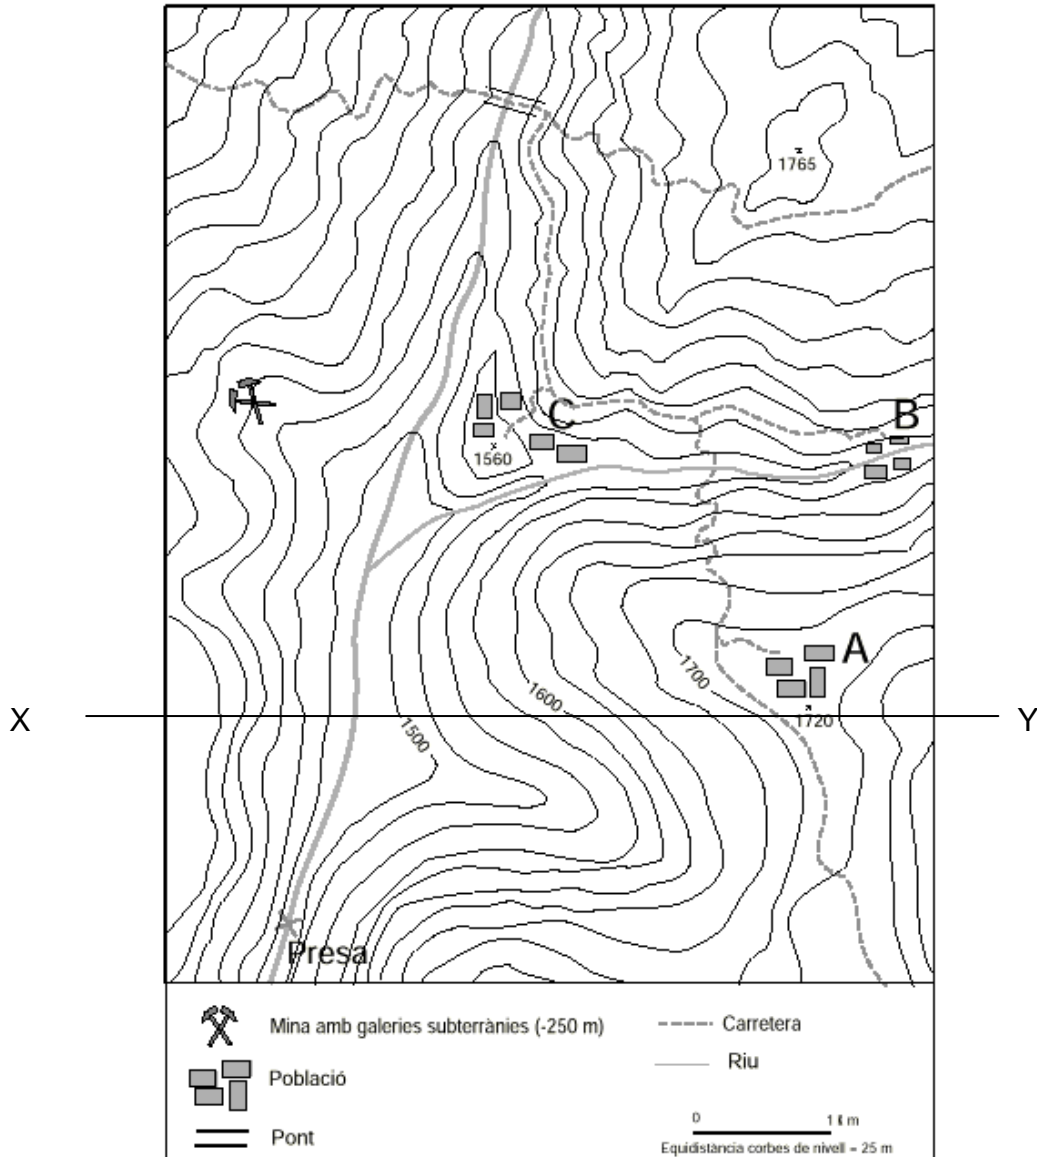 1765
C
B
1560
A
1700
1600
X
1500
1720
Y
Presa
Mina amb galeries subterrànies (-250 m)
Carretera
Població
Riu
Pont
0
Equidistància corbes de nivell = 25 m